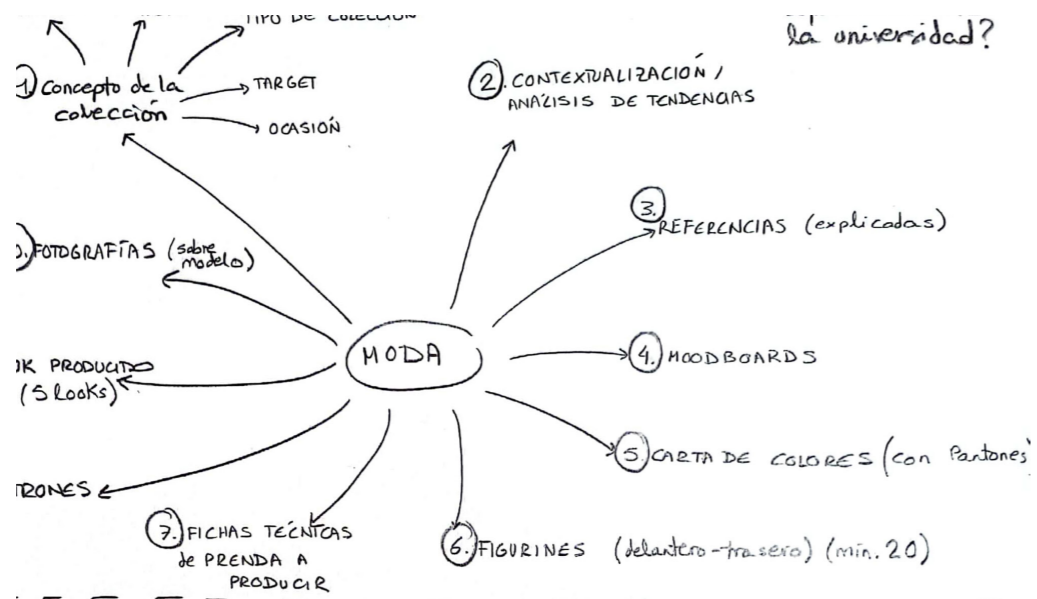 TIPO DE COLECCIÓN
la universidad?
1) Concepto de la
colección
TARGET
OCASIÓN
2. CONTEXTUALIZACIÓN /
ANÁLISIS DE TENDENCIAS
3.
REFERENCIAS (explicadas)
FOTOGRAFÍAS (sobre
modelo)
MODA
4. MOODBOARDS
PRODUCIDO
(5 looks)
5. CARTA DE COLORES (con Pantones
TRONES
7. FICHAS TÉCNICAS
de PRENDA A
PRODUCIR
6. FIGURINES (delantero-trasero) (min. 20)